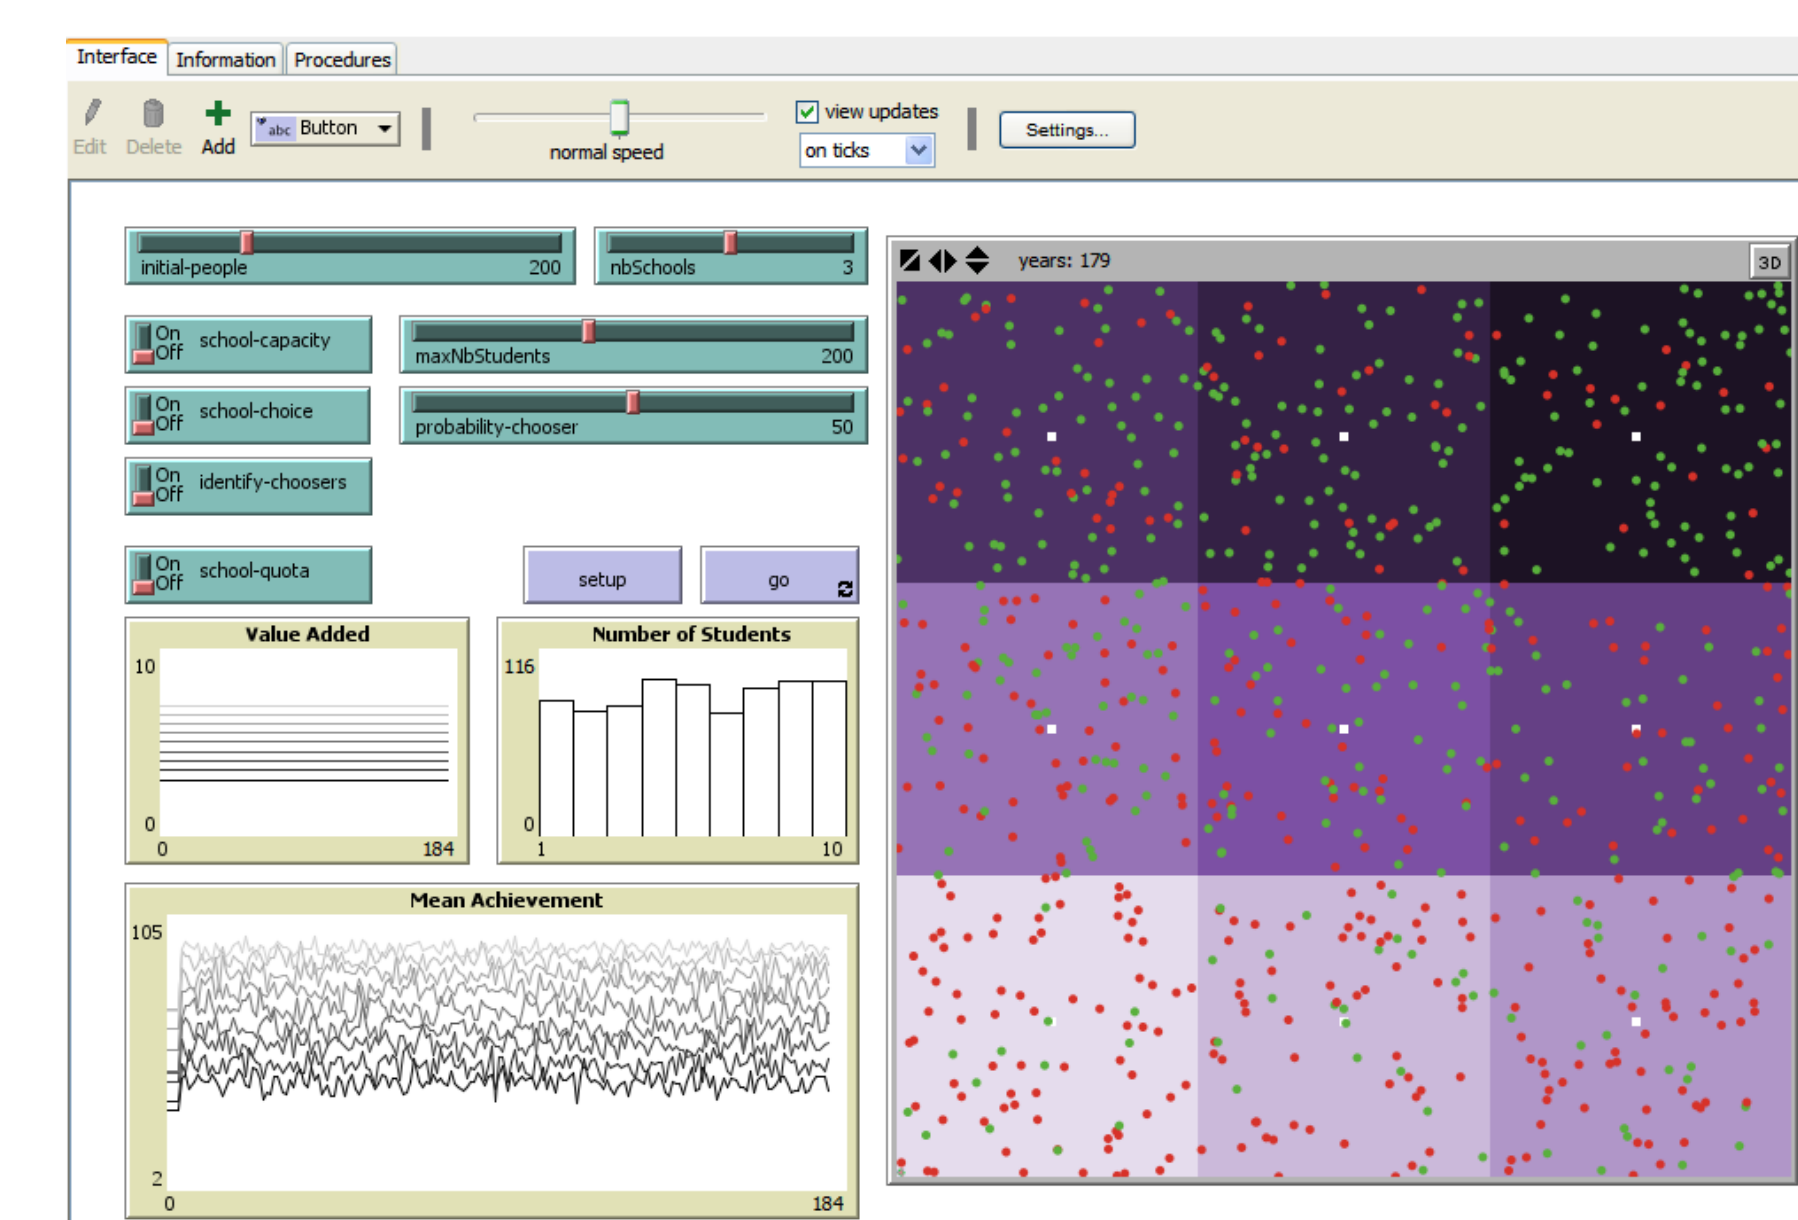 Interface Information Procedures
Edit Delete Add abc Button normal speed view updates on ticks Settings...
initial-people 200 nbSchools 3
years: 179 3D
On Off school-capacity
maxNbStudents 200
On Off school-choice
probability-chooser 50
On Off identify-choosers
On Off school-quota
setup go
Value Added
10
0
0 184
Number of Students
116
0
1 10
Mean Achievement
105
2
0 184